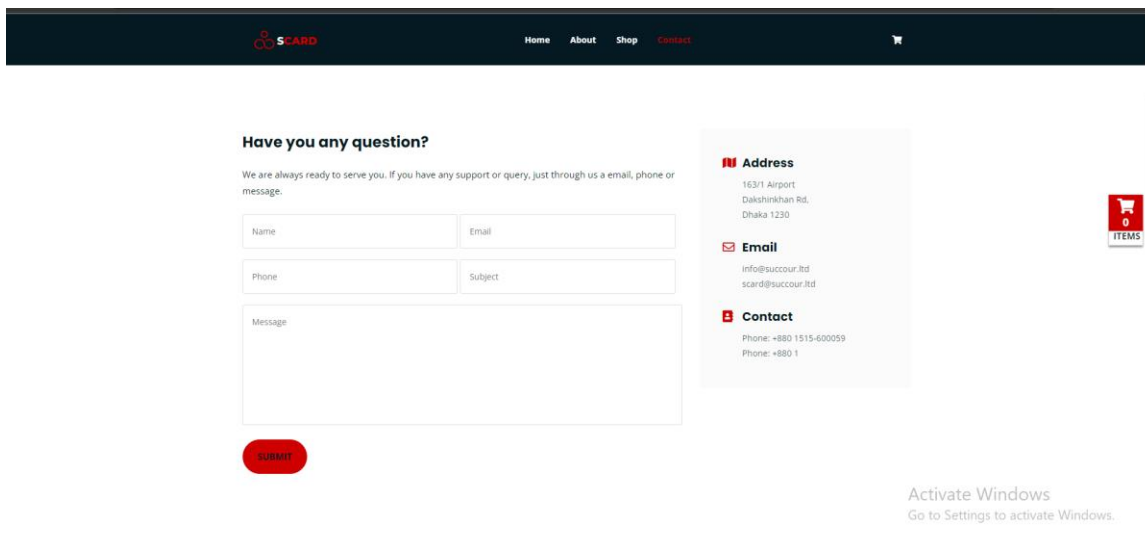 SCARD
Home About Shop Contact
Have you any question?
We are always ready to serve you. If you have any support or query, just through us a email, phone or
message.
Name
Email
Phone
Subject
Message
SUBMIT
Address
163/1 Airport
Dakshinkhan Rd,
Dhaka 1230
Email
info@succour.ltd
scard@succour.ltd
Contact
Phone: +880 1515-600059
Phone: +880 1
0
ITEMS
Activate Windows
Go to Settings to activate Windows.